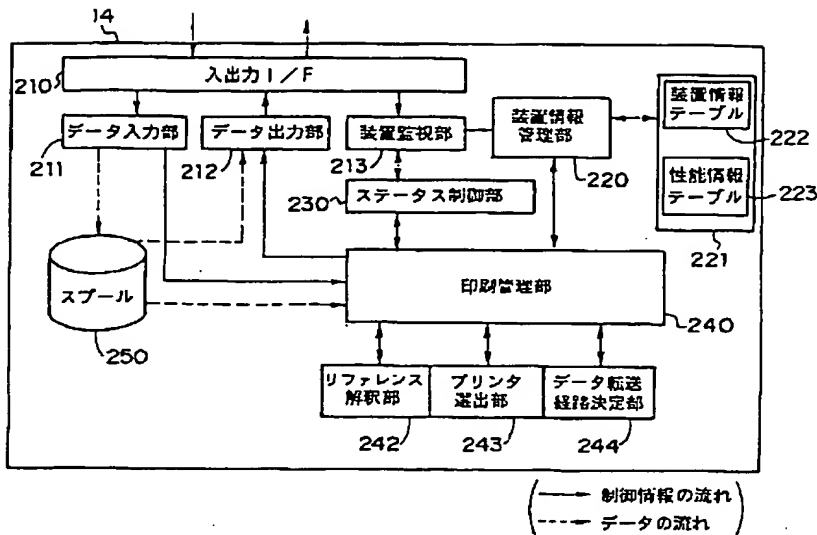 14
210
入出力I/F
データ入力部
211
データ出力部
212
装置監視部
213
装置情報
管理部
220
装置情報
テーブル
222
性能情報
テーブル
223
221
230
ステータス制御部
スプール
250
印刷管理部
240
リファレンス
解釈部
242
プリンタ
選出部
243
データ転送
経路決定部
244
制御情報の流れ
データの流れ